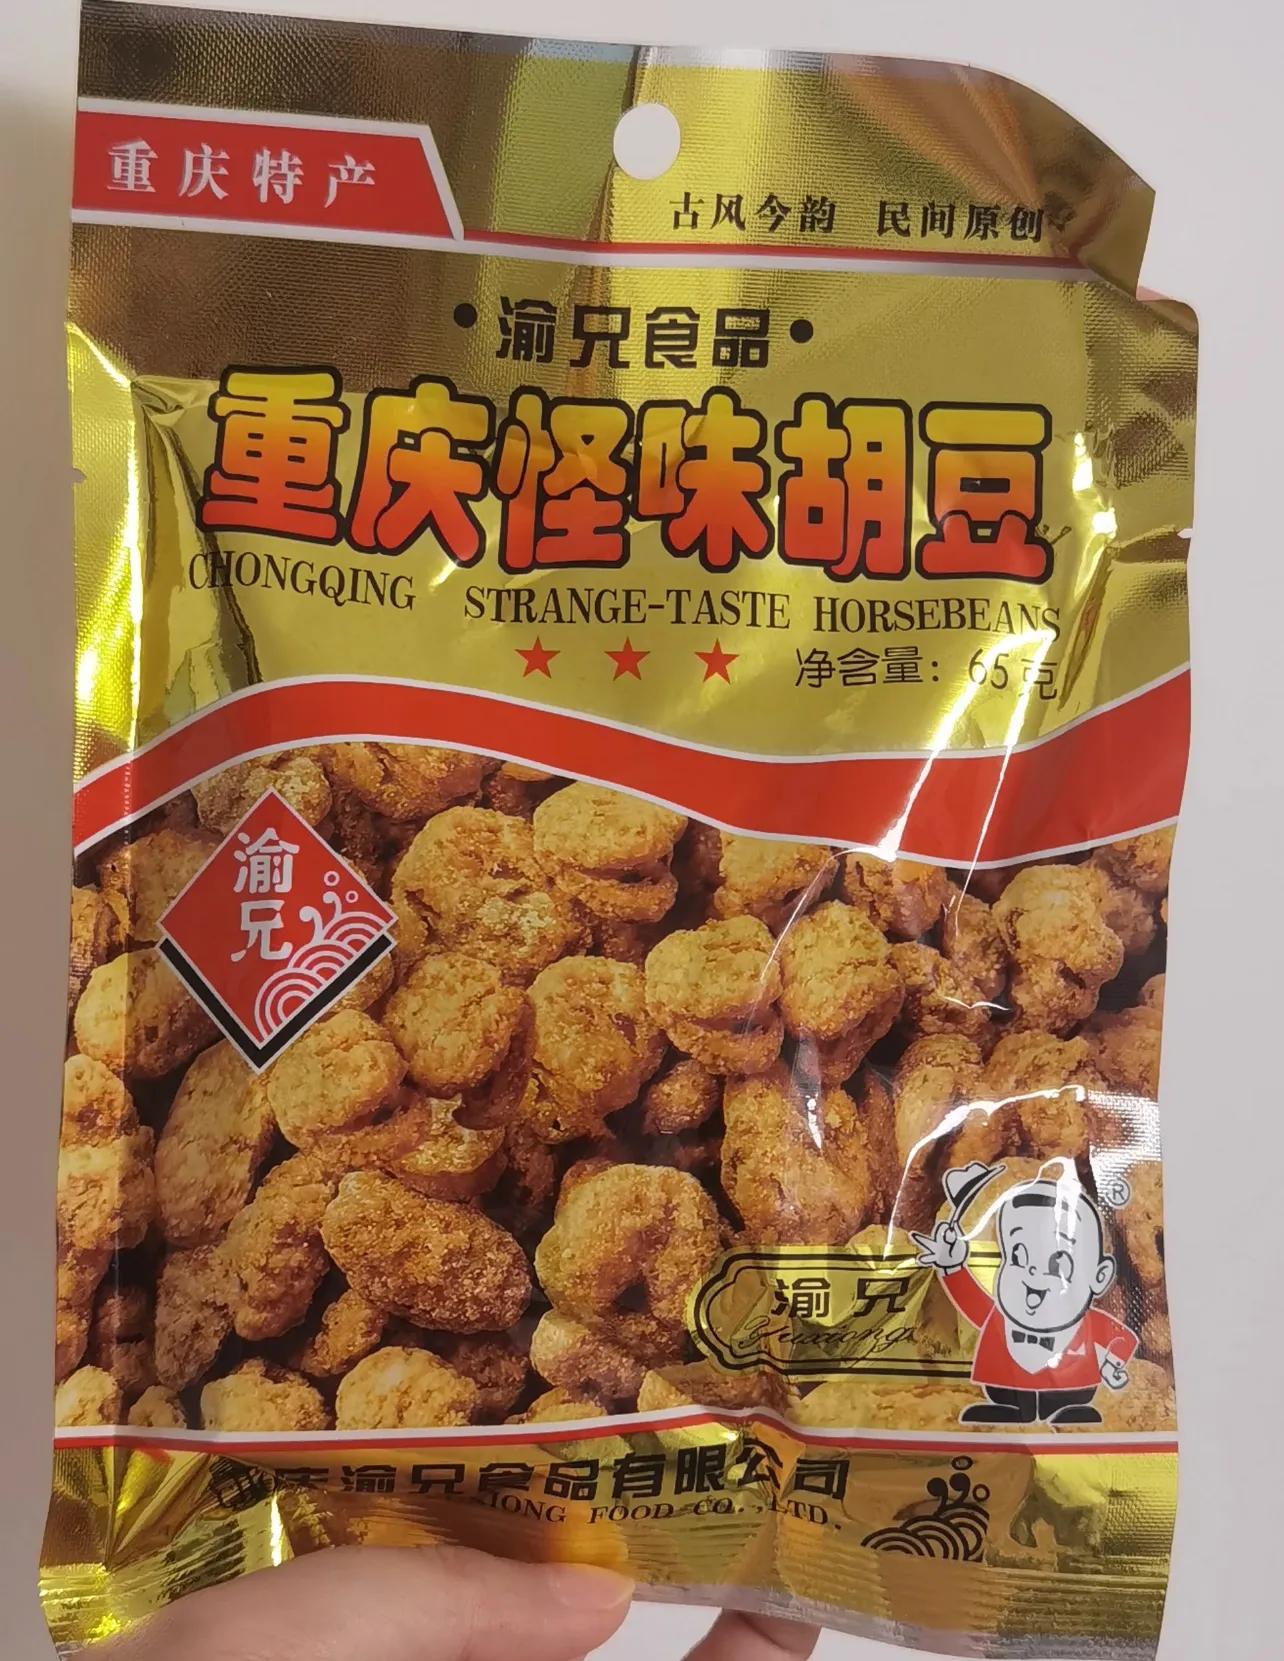 重庆特产
古风今韵 民间原创
·渝兄食品·
重庆怪味胡豆
CHONGQING STRANGE-TASTE HORSEBEANS
净含量：65克
渝兄
®
渝兄
Yuxiong
庆渝兄食品有限公司
FOOD CO.,LTD.